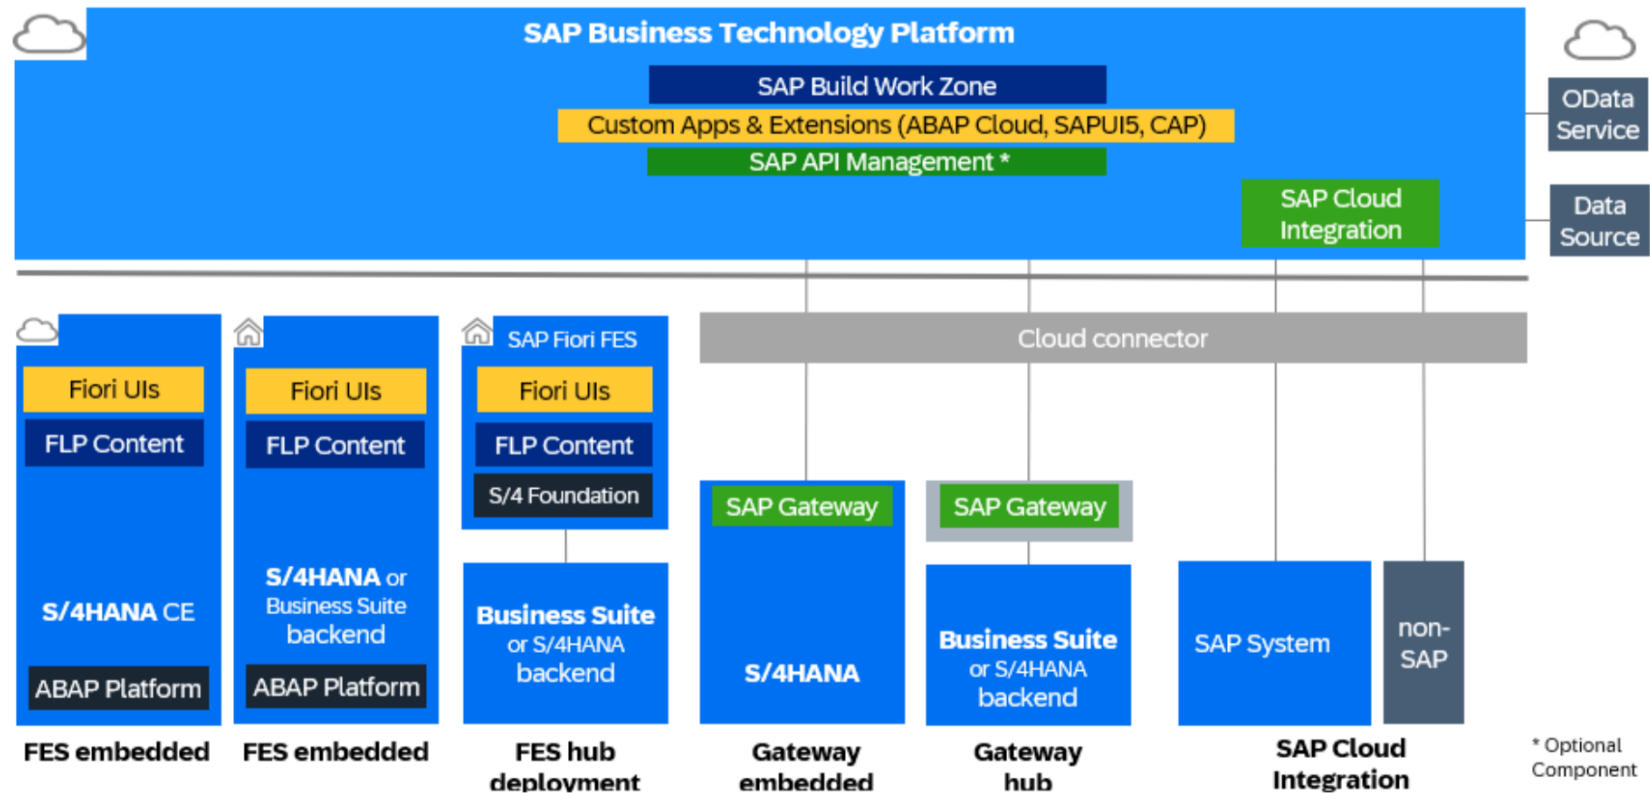 SAP Business Technology Platform
SAP Build Work Zone
Custom Apps & Extensions (ABAP Cloud, SAPUI5, CAP)
SAP API Management *
SAP Cloud
Integration
OData
Service
Data
Source
Cloud connector
Fiori UIs
FLP Content
S/4HANA CE
ABAP Platform
FES embedded
Fiori UIs
FLP Content
S/4HANA or
Business Suite
backend
ABAP Platform
FES embedded
SAP Fiori FES
Fiori UIs
FLP Content
S/4 Foundation
Business Suite
or S/4HANA
backend
FES hub
deployment
SAP Gateway
S/4HANA
Gateway
embedded
SAP Gateway
Business Suite
or S/4HANA
backend
Gateway
hub
SAP System
non-
SAP
SAP Cloud
Integration
* Optional
Component